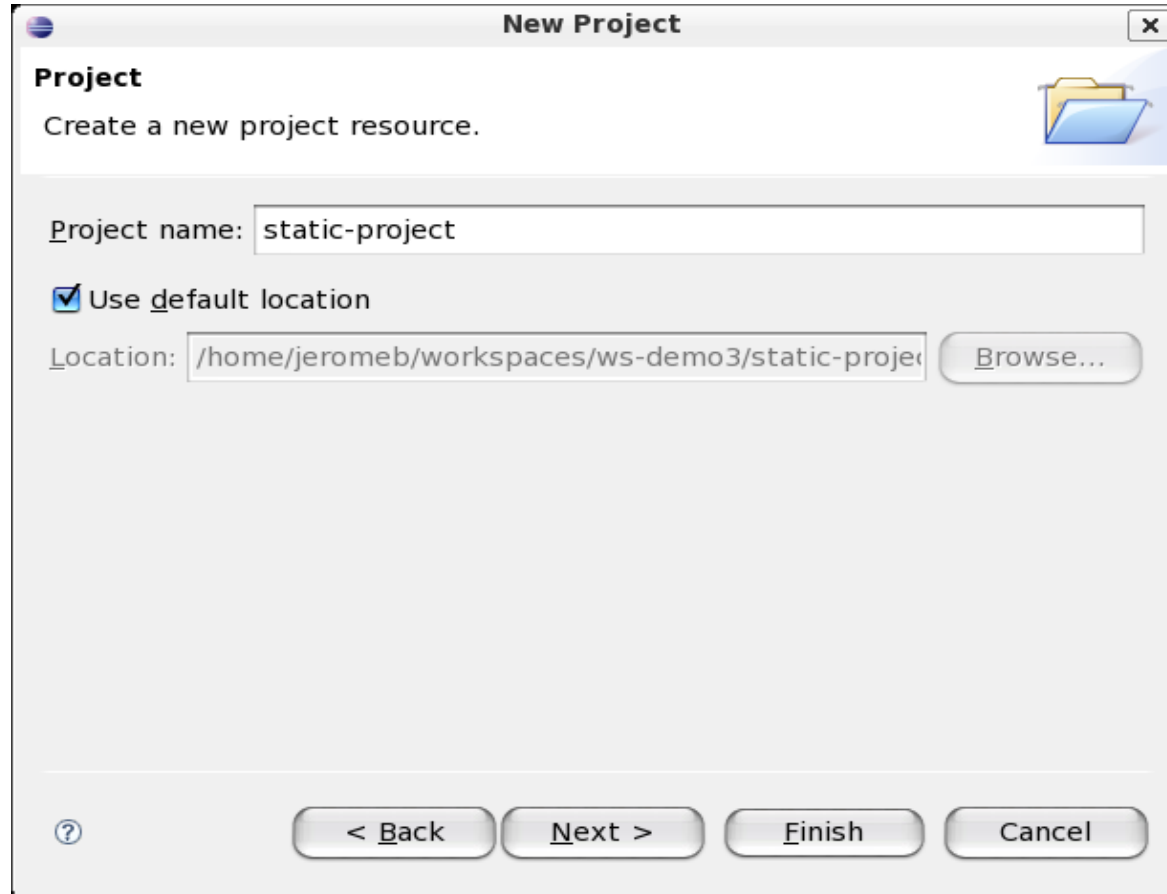 New Project
Project
Create a new project resource.
Project name: static-project
Use default location
Location: /home/jeromeb/workspaces/ws-demo3/static-projec Browse...
? < Back Next > Finish Cancel